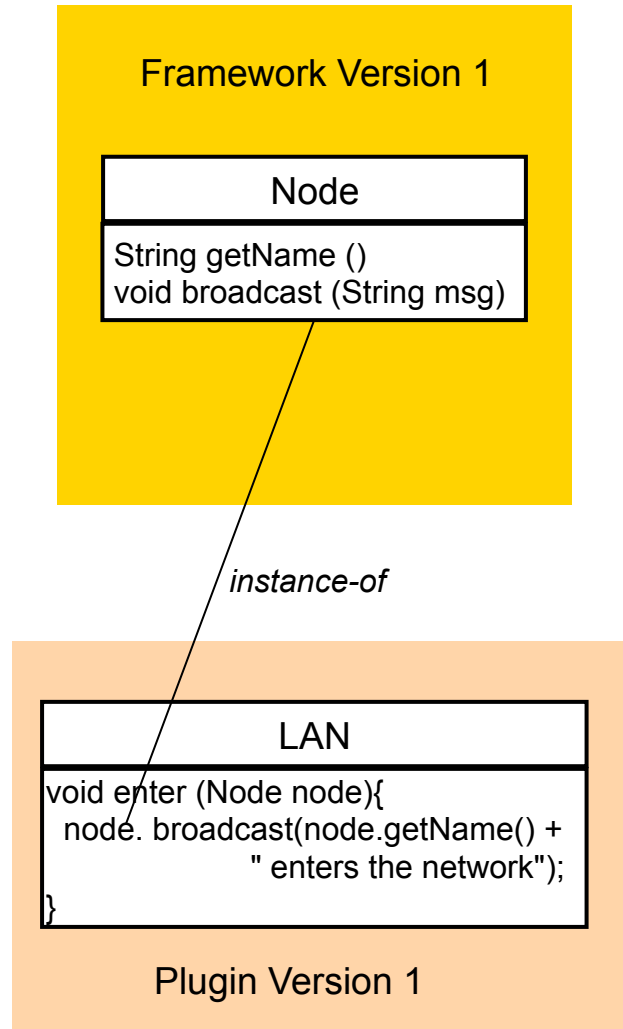 Framework Version 1
Node
String getName ()
void broadcast (String msg)
instance-of
LAN
void enter (Node node){
node. broadcast(node.getName() +
" enters the network");
}
Plugin Version 1